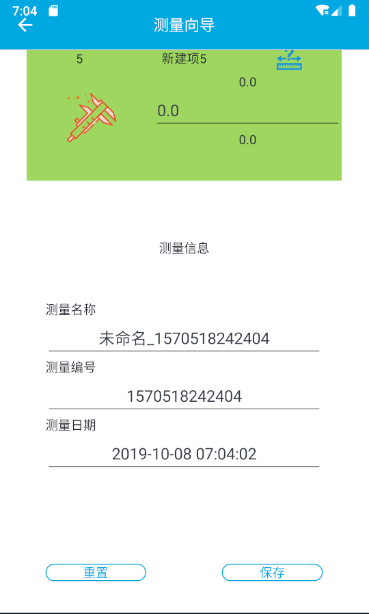 7:04
测量向导
5 新建项5 ?
0.0
0.0
0.0
测量信息
测量名称
未命名_1570518242404
测量编号
1570518242404
测量日期
2019-10-08 07:04:02
重置 保存